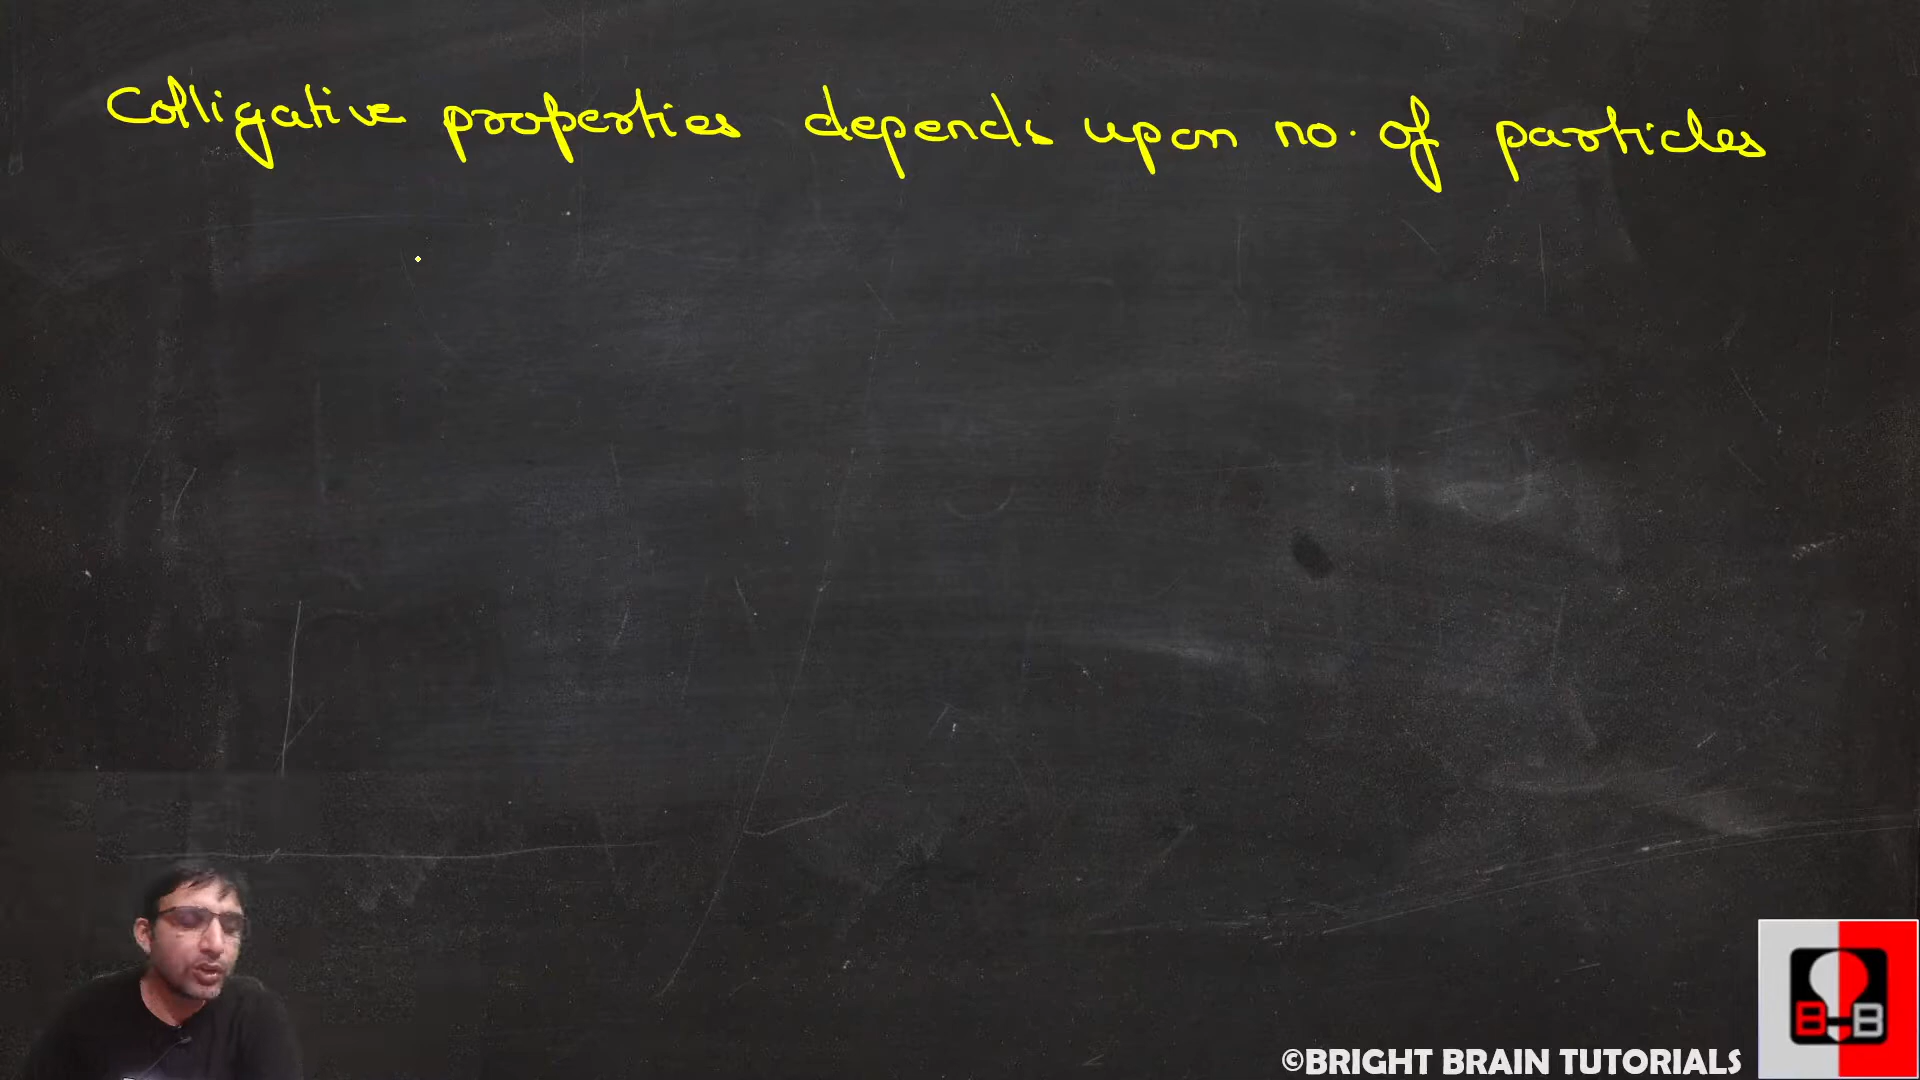 Colligative properties depends upon no. of particles
B B
©BRIGHT BRAIN TUTORIALS